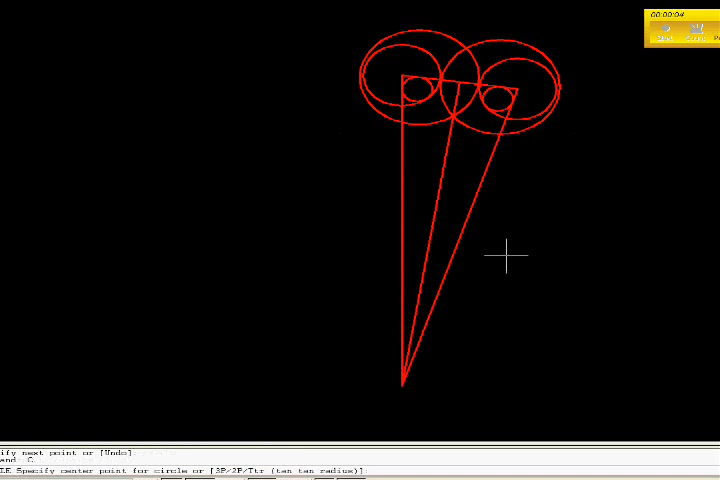 00:00:04
ify next point or [Undo]:
and: C
LE Specify center point for circle or [3P/2P/Ttr (tan tan radius)]: